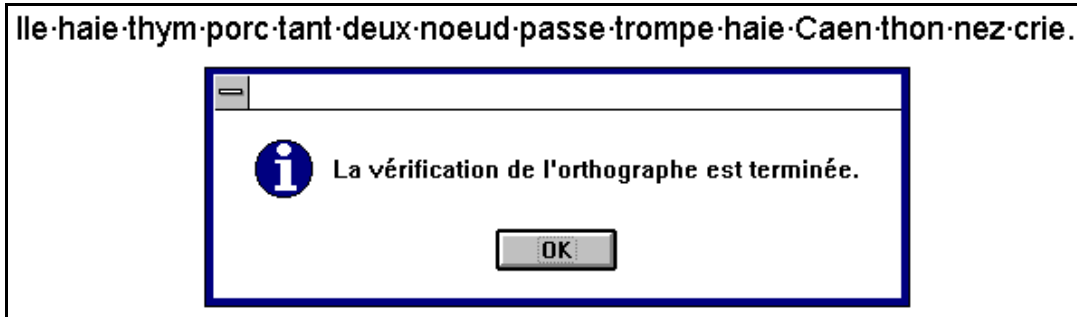 Ile·haie·thym·porc·tant·deux·noeud·passe·trompe·haie·Caen·thon·nez·crie.
La vérification de l'orthographe est terminée.
OK